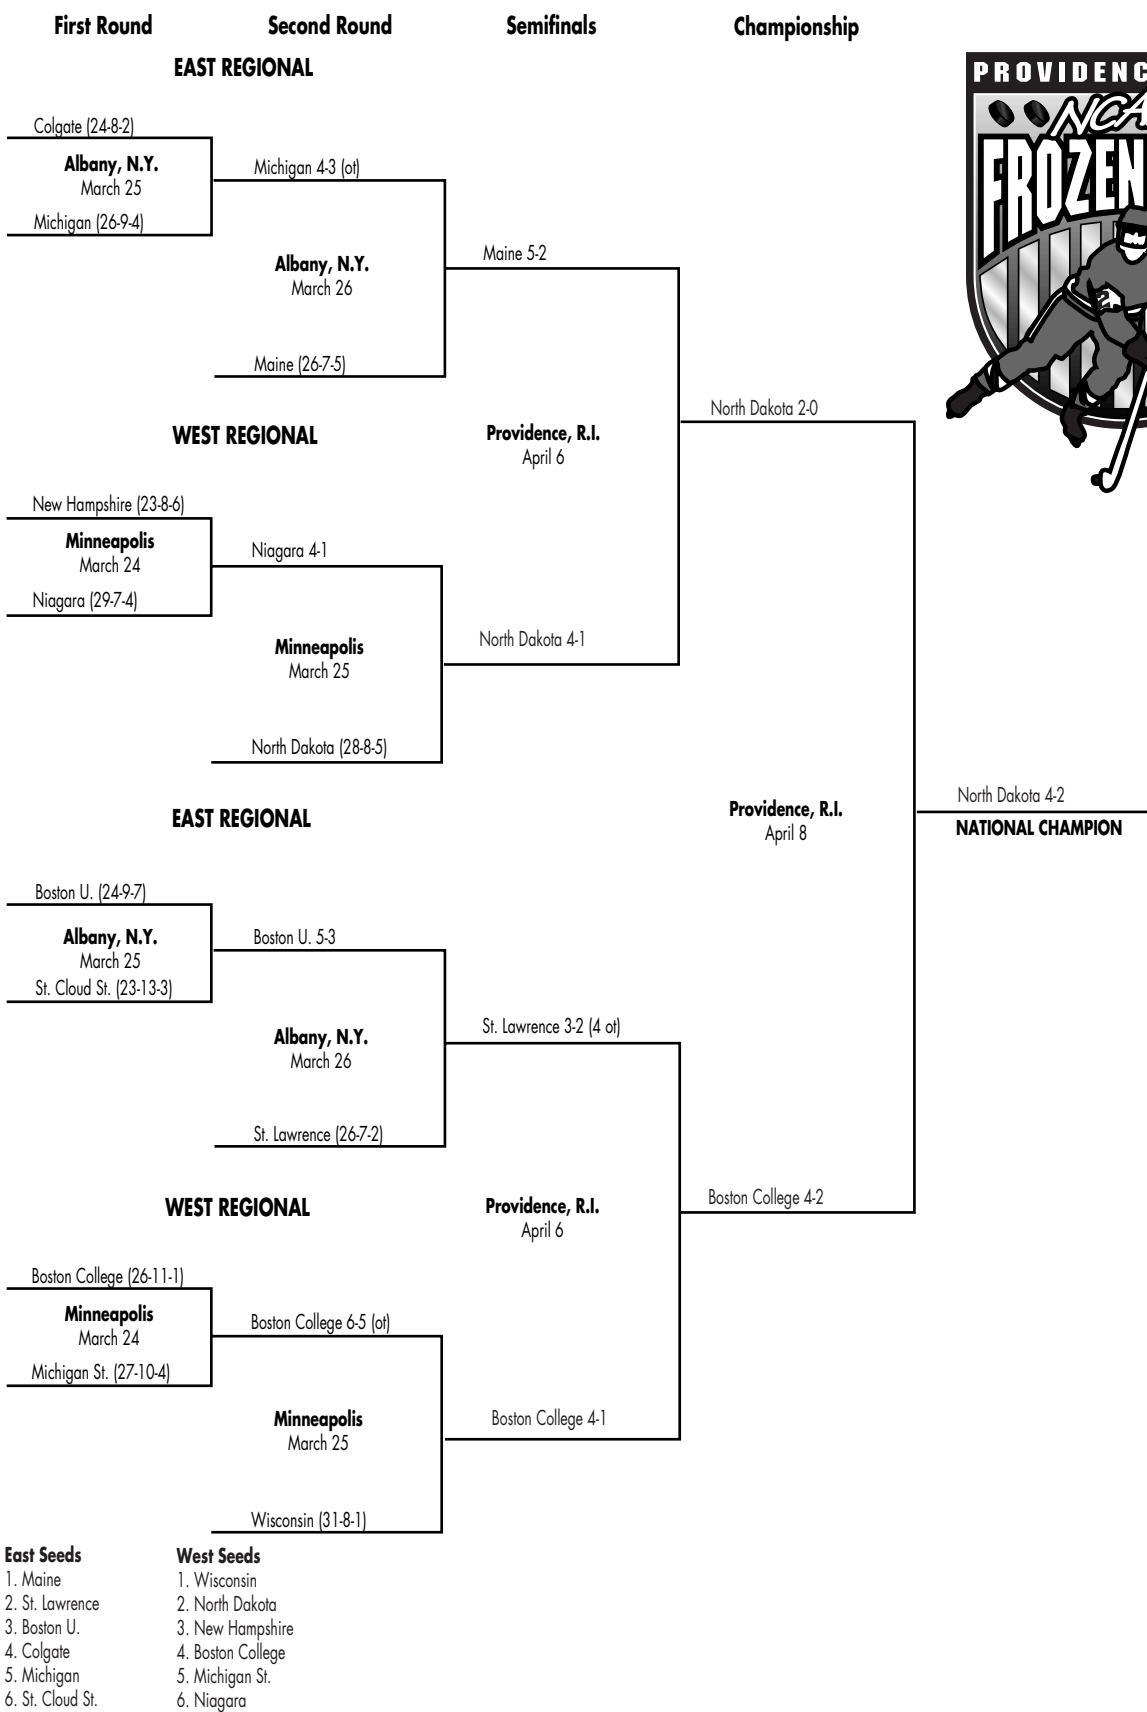 First Round Second Round Semifinals Championship
EAST REGIONAL
PROVIDENC
NCA
FROZEN
Colgate (24-8-2)
Albany, N.Y.
March 25
Michigan (26-9-4)
Michigan 4-3 (ot)
Albany, N.Y.
March 26
Maine (26-7-5)
Maine 5-2
WEST REGIONAL
Providence, R.I.
April 6
North Dakota 2-0
New Hampshire (23-8-6)
Minneapolis
March 24
Niagara (29-7-4)
Niagara 4-1
Minneapolis
March 25
North Dakota (28-8-5)
North Dakota 4-1
Providence, R.I.
April 8
North Dakota 4-2
NATIONAL CHAMPION
EAST REGIONAL
Boston U. (24-9-7)
Albany, N.Y.
March 25
St. Cloud St. (23-13-3)
Boston U. 5-3
Albany, N.Y.
March 26
St. Lawrence (26-7-2)
St. Lawrence 3-2 (4 ot)
WEST REGIONAL
Providence, R.I.
April 6
Boston College 4-2
Boston College (26-11-1)
Minneapolis
March 24
Michigan St. (27-10-4)
Boston College 6-5 (ot)
Minneapolis
March 25
Wisconsin (31-8-1)
Boston College 4-1
East Seeds
1. Maine
2. St. Lawrence
3. Boston U.
4. Colgate
5. Michigan
6. St. Cloud St.
West Seeds
1. Wisconsin
2. North Dakota
3. New Hampshire
4. Boston College
5. Michigan St.
6. Niagara